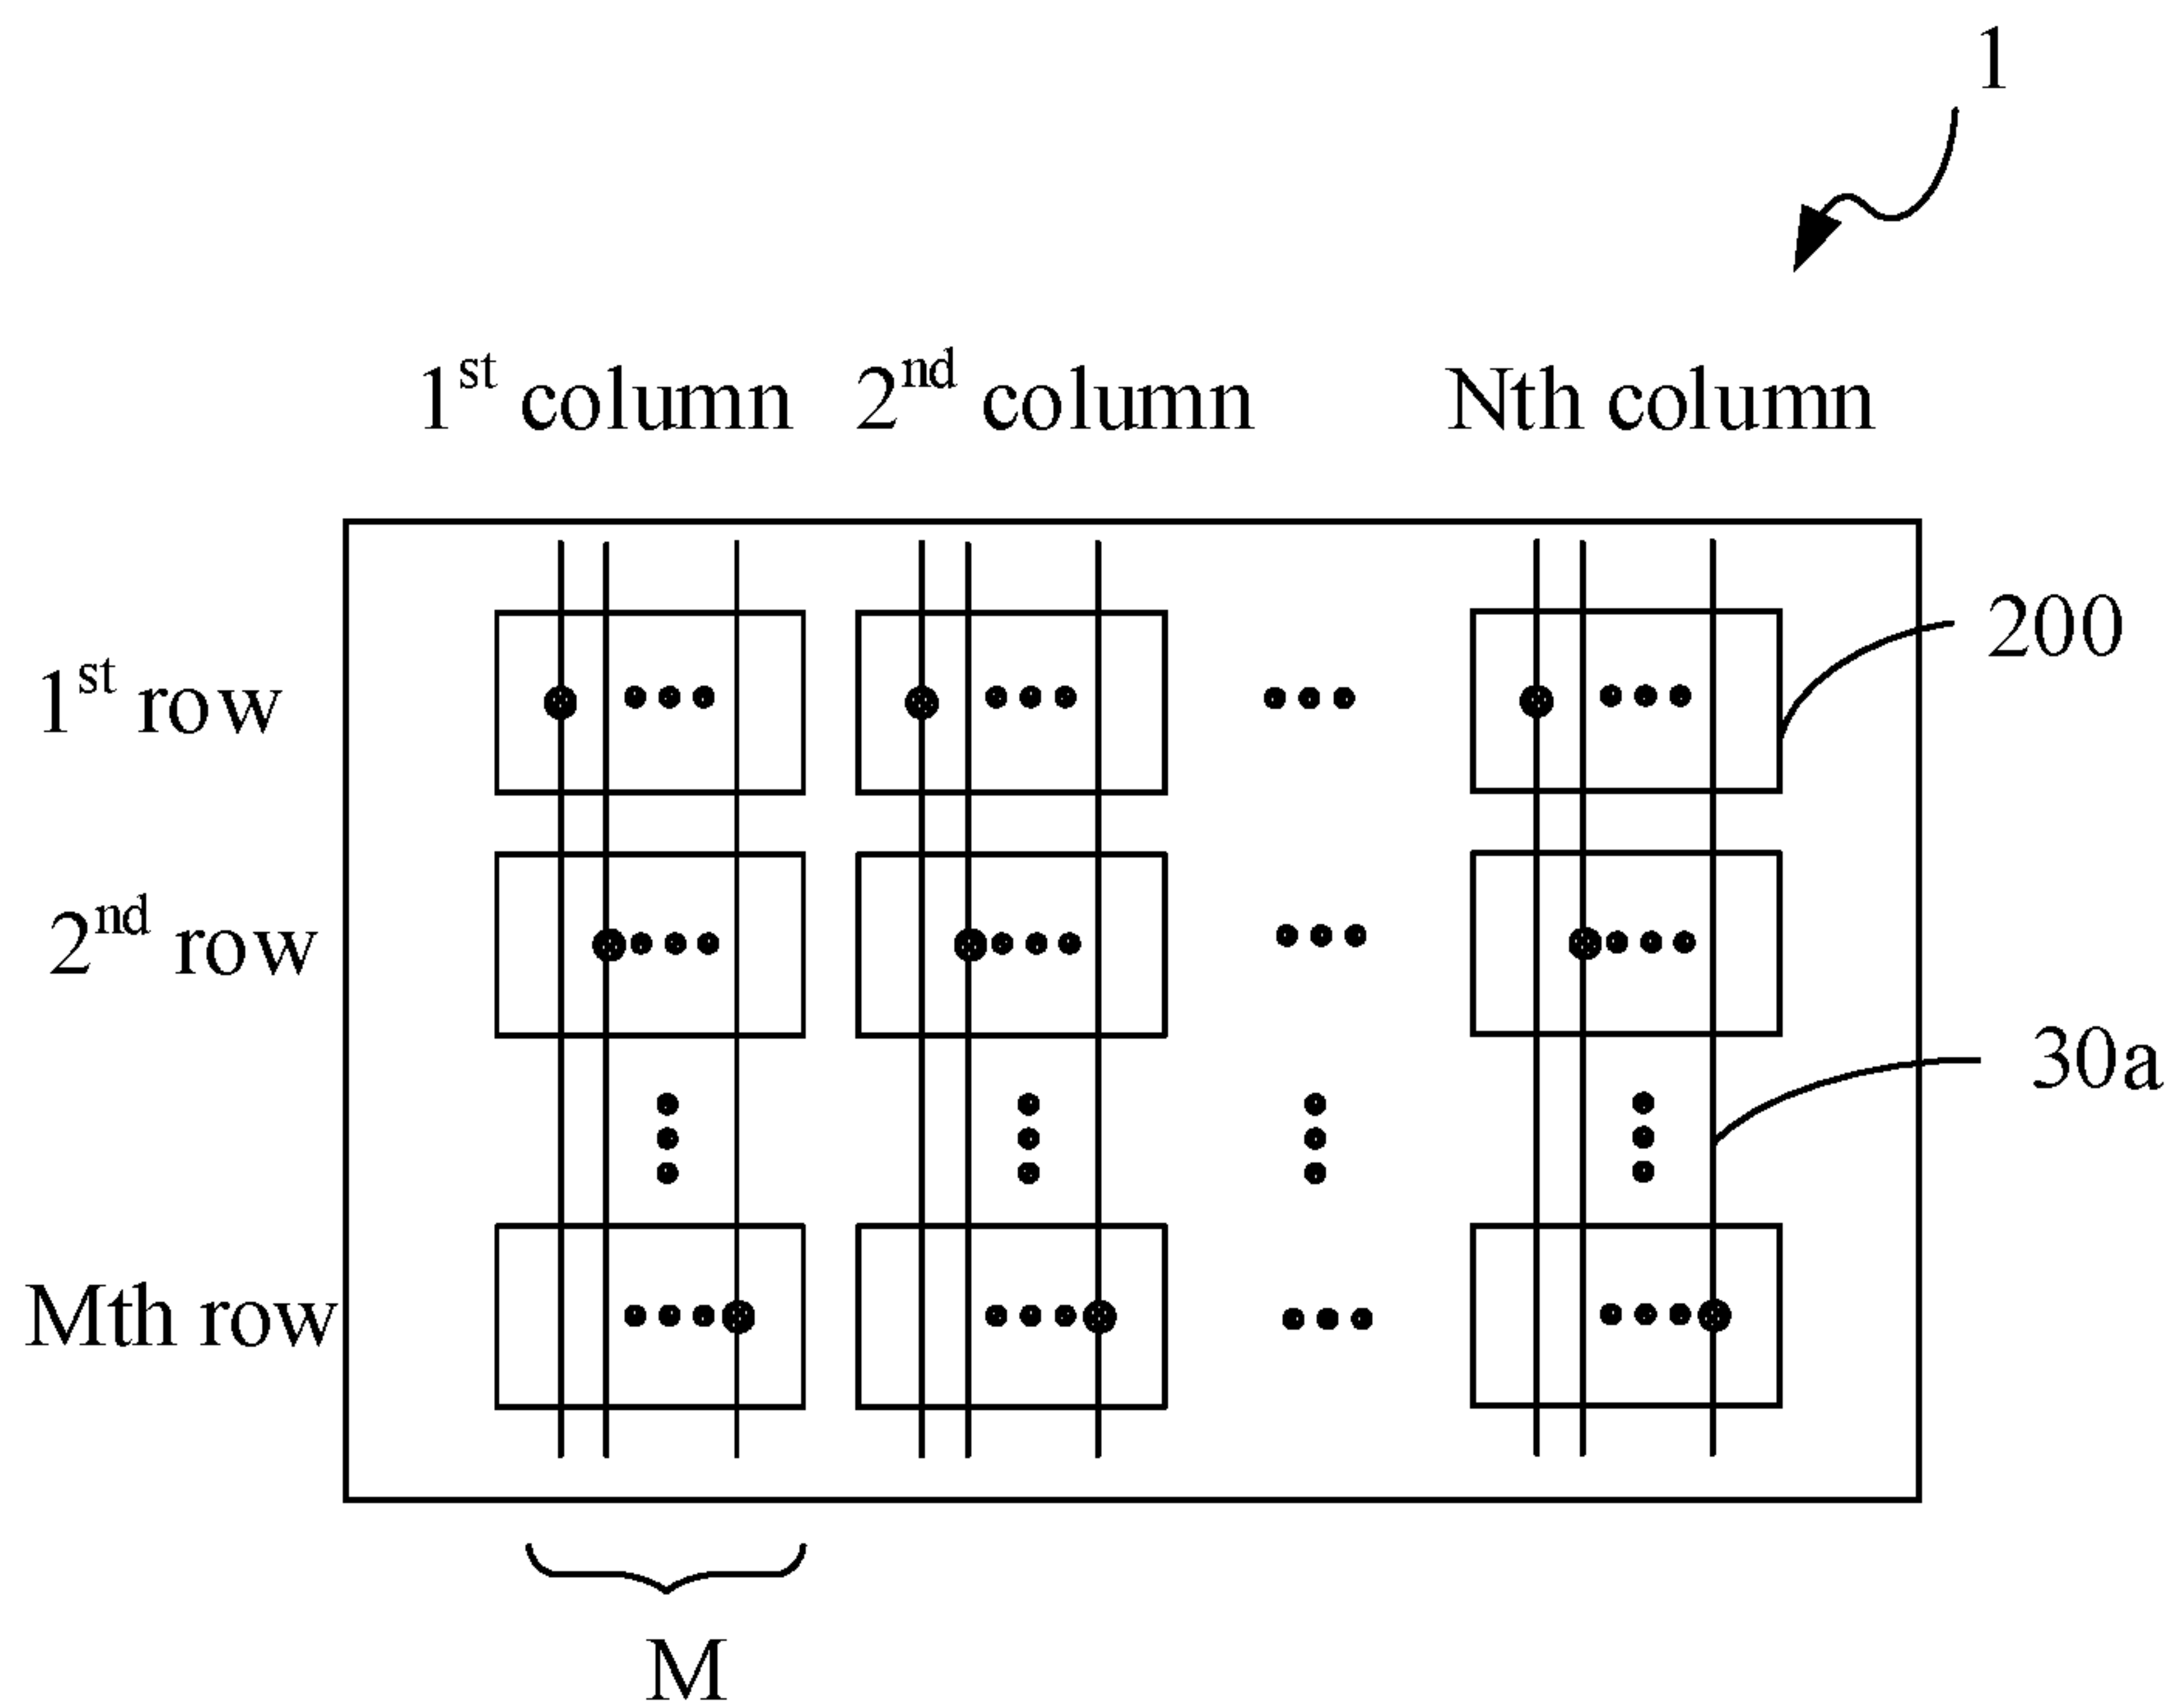 1
1st column 2nd column Nth column
200
1st row
2nd row
30a
Mth row
M